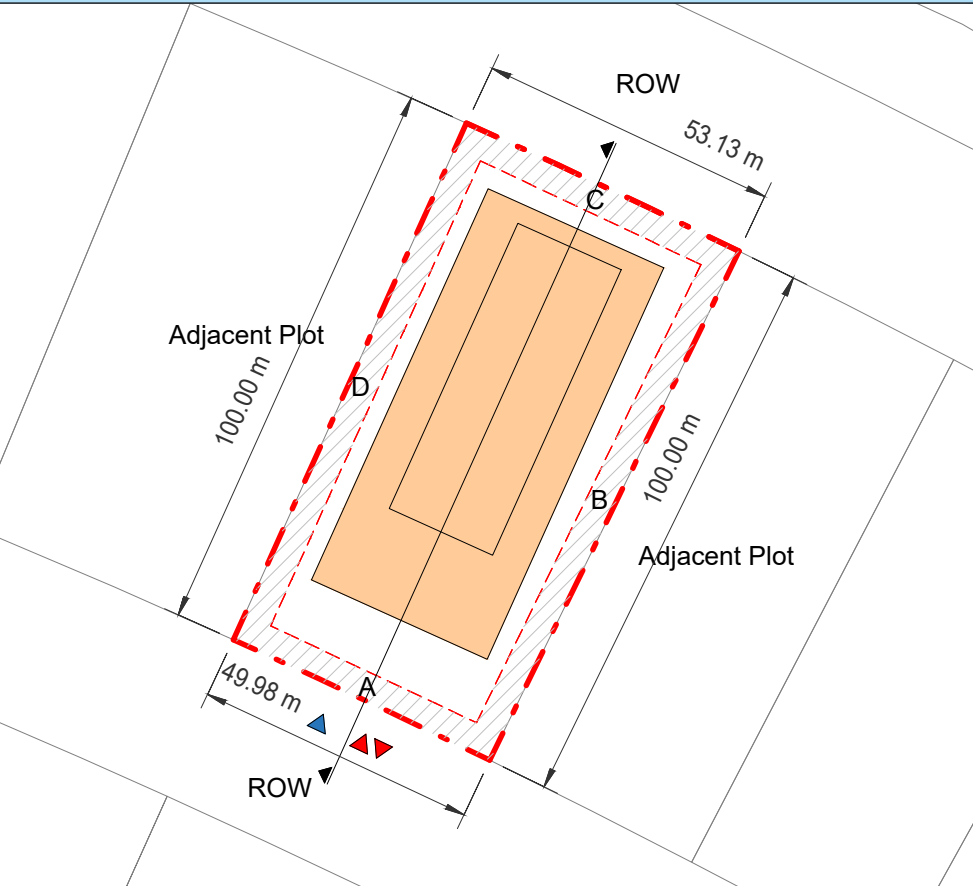 ROW
53.13 m
C
Adjacent Plot
100.00 m
D
100.00 m
B
Adjacent Plot
A
49.98 m
ROW